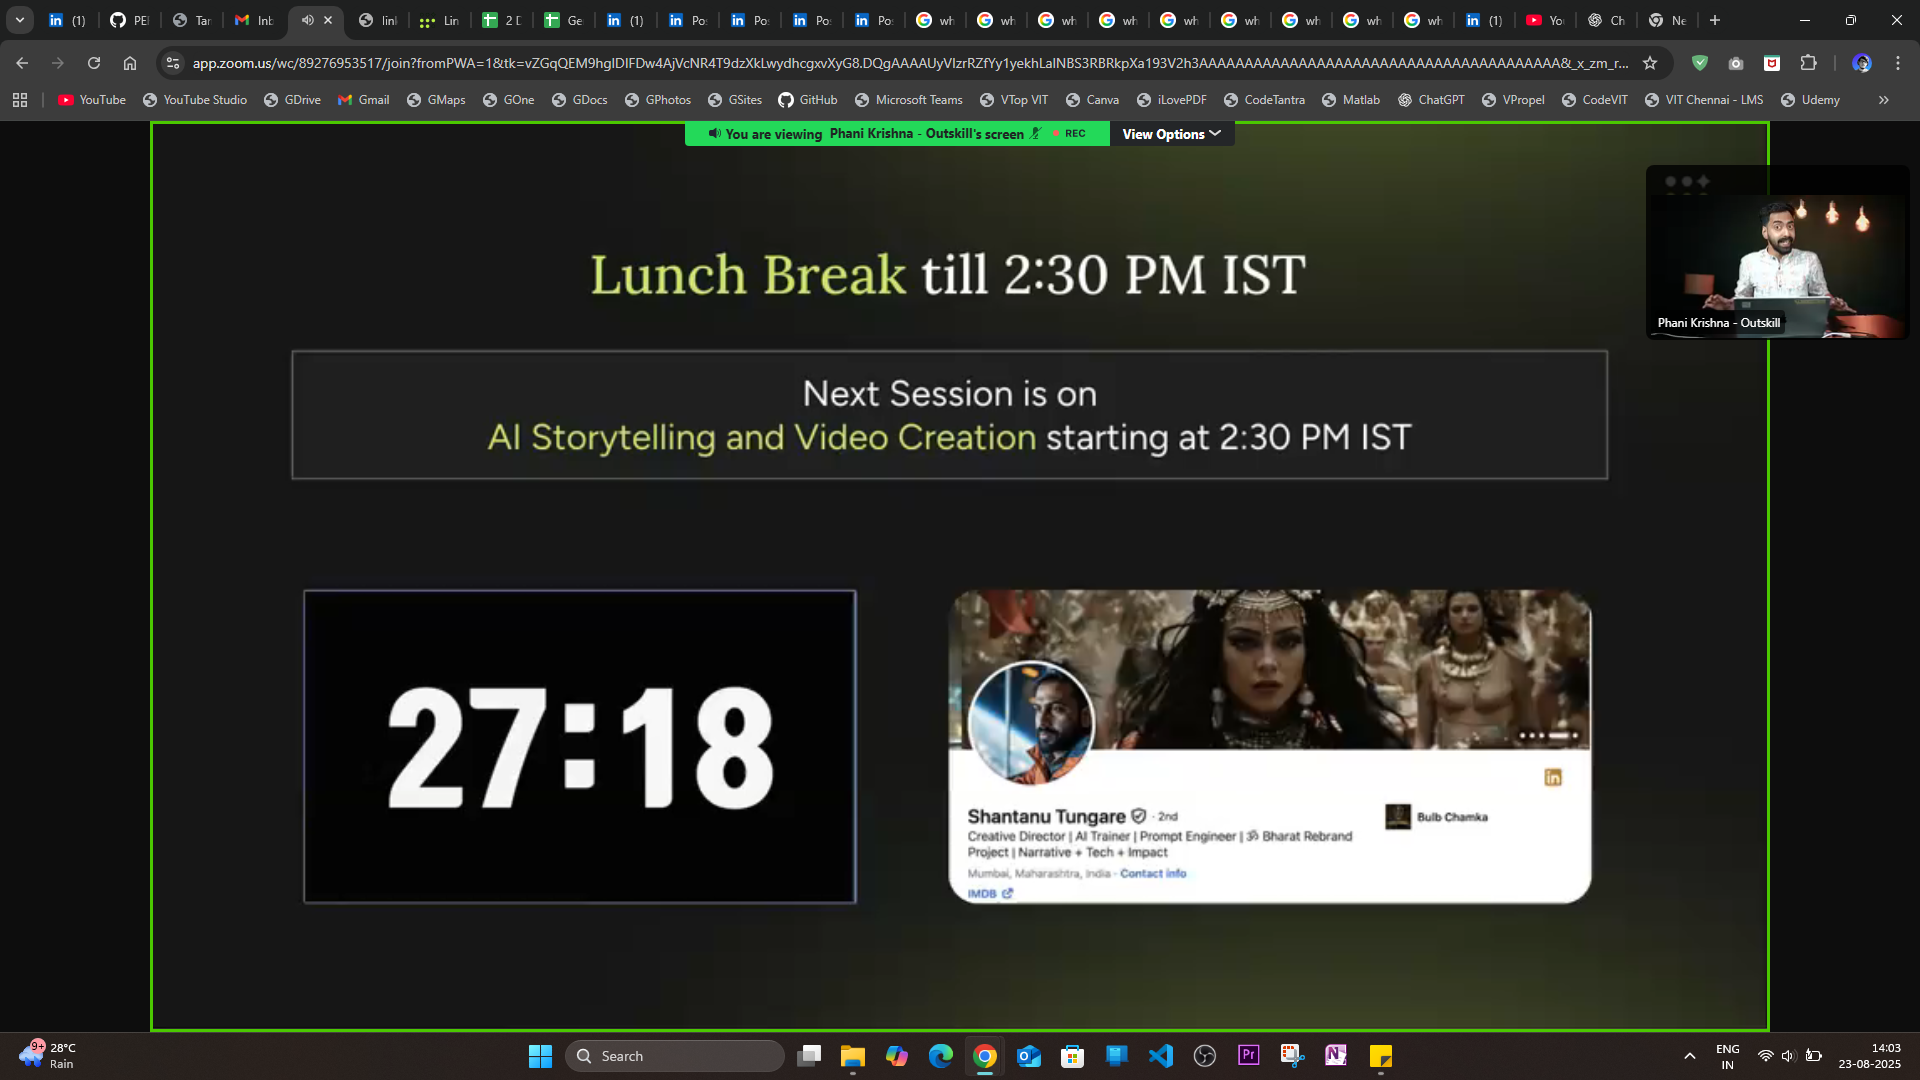 (1)
PEI
Tar
Inb
link
Lin
2 D
Ge
(1)
Po
Po
Po
Po
wh
wh
wh
wh
wh
wh
wh
wh
wh
(1)
You
Ch
Ne
app.zoom.us/wc/89276953517/join?fromPWA=1&tk=
YouTube
YouTube Studio
GDrive
Gmail
GMaps
GOne
GDocs
GPhotos
GSites
GitHub
Microsoft Teams
VTop VIT
Canva
iLovePDF
CodeTantra
Matlab
ChatGPT
VPropel
CodeVIT
VIT Chennai - LMS
Udemy
You are viewing Phani Krishna - Outskill's screen REC
View Options
Phani Krishna - Outskill
Lunch Break till 2:30 PM IST
Next Session is on
AI Storytelling and Video Creation starting at 2:30 PM IST
27:18
Shantanu Tungare · 2nd
Creative Director | AI Trainer | Prompt Engineer | ॐ Bharat Rebrand
Project | Narrative + Tech + Impact
Mumbai, Maharashtra, India · Contact info
IMDB
Bulb Chamka
9+
28°C
Rain
Search
Pr
ENG
IN
14:03
23-08-2025